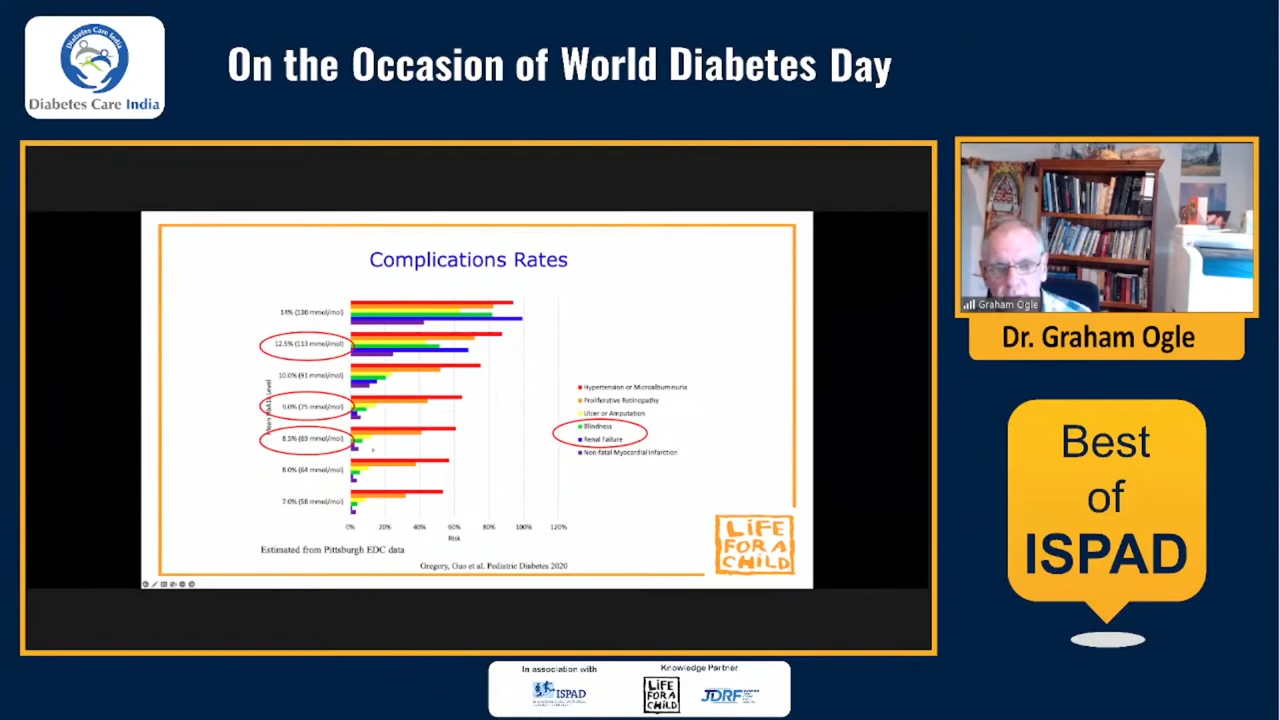 Diabetes Care India
On the Occasion of World Diabetes Day
Complications Rates
14% (130 mmol/mol)
12.5% (113 mmol/mol)
10.0% (91 mmol/mol)
9.0% (75 mmol/mol)
8.5% (69 mmol/mol)
8.0% (64 mmol/mol)
7.0% (58 mmol/mol)
Level
0% 20% 40% 60% 80% 100% 120%
Risk
Hypertension or Microalbuminuria
Proliferative Retinopathy
Ulcer or Amputation
Blindness
Renal Failure
Non-fatal Myocardial Infarction
Estimated from Pittsburgh EDC data
Gregory, Guo et al. Pediatric Diabetes 2020
LiFE
FOR A
CHiLD
Graham Ogle
Dr. Graham Ogle
Best
of
ISPAD
In association with
ISPAD
Knowledge Partner
LiFE
FOR A
CHiLD
JDRF